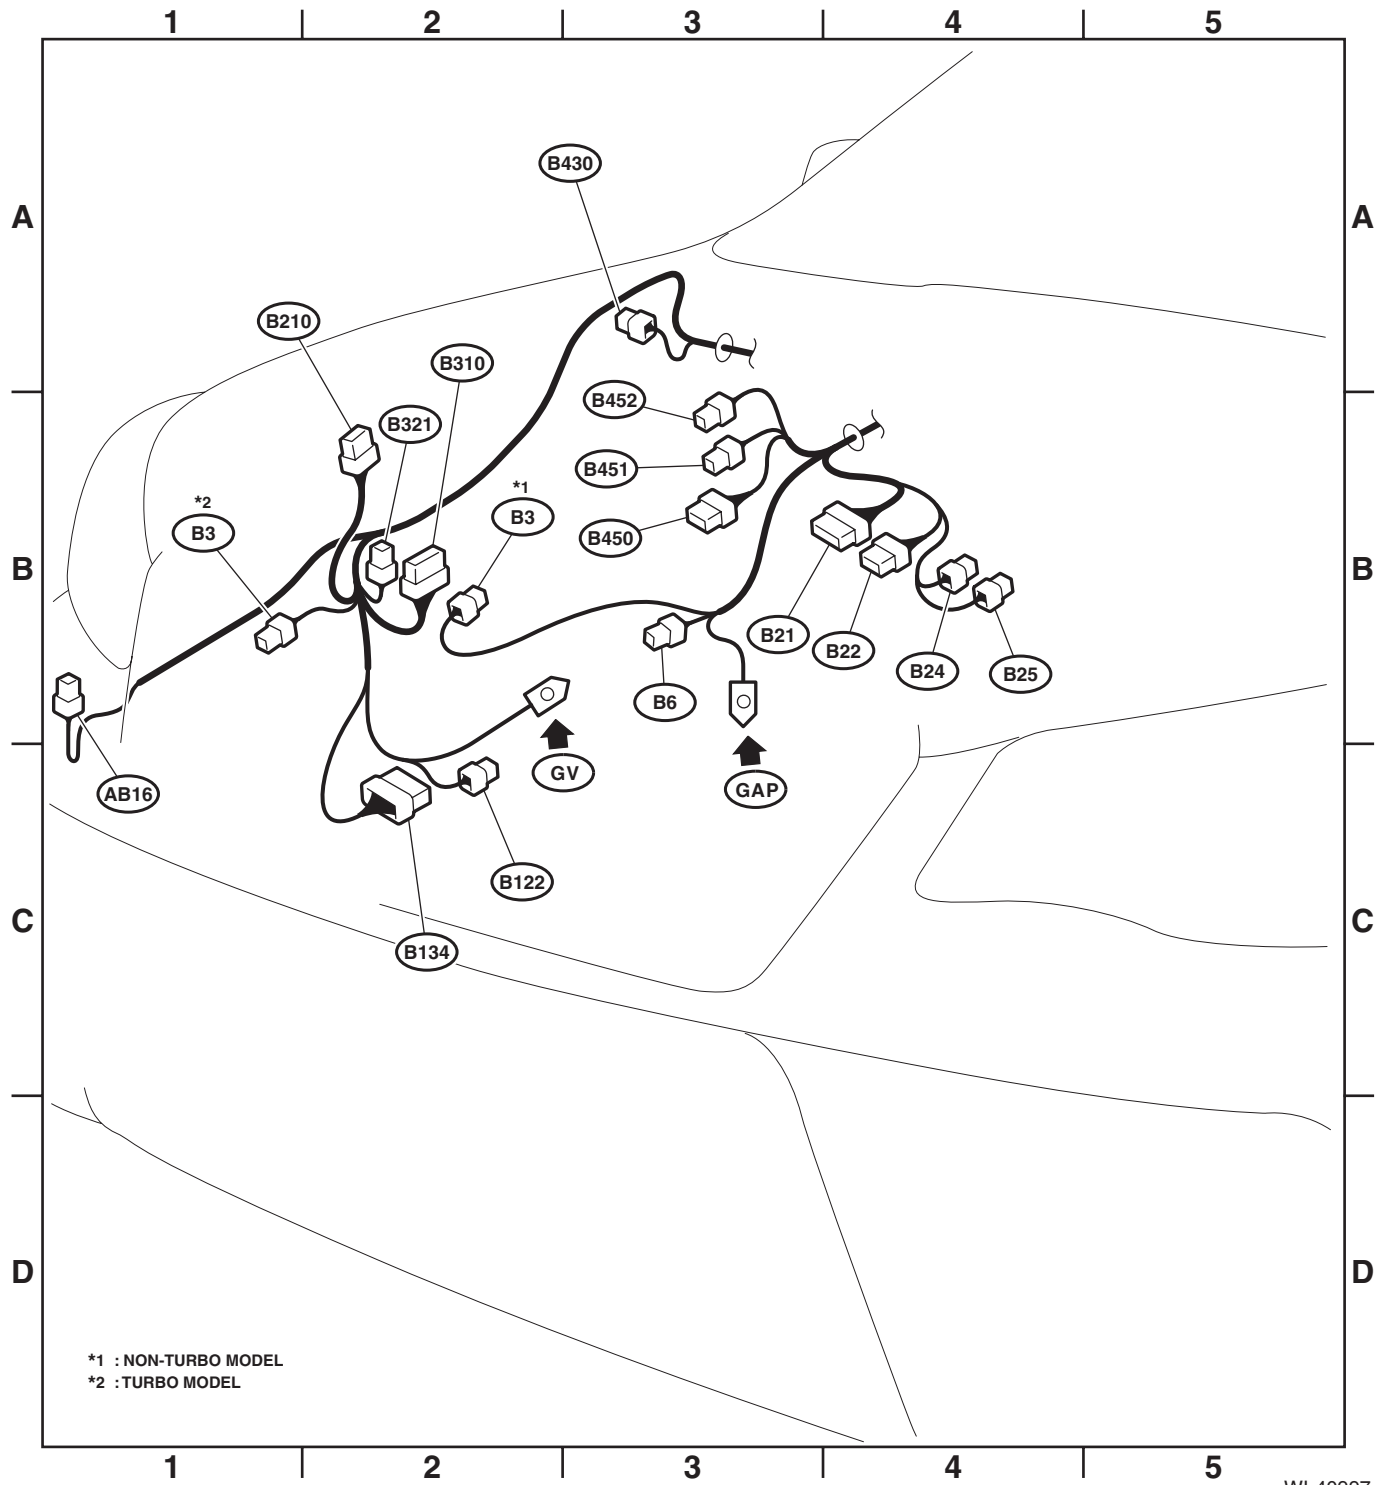 1 2 3 4 5
A A
B430
B210
B310
B452
B321
B451
*2 *1
B3 B3
B450
B B
B21
B22
B24
B25
B6
GV
GAP
AB16
B122
C C
B134
D D
*1 : NON-TURBO MODEL
*2 : TURBO MODEL
1 2 3 4 5